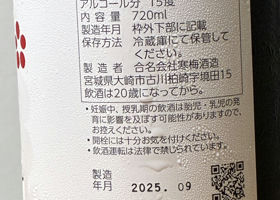 アルコール分 15度
内容量 720ml
製造年月 枠外下部に記載
保存方法 冷蔵庫にて保管して
ください。
製造者 合名会社寒梅酒造
宮城県大崎市古川柏崎字境田15
飲酒は20歳になってから。
・妊娠中、授乳期の飲酒は胎児・乳児の発
育に影響を及ぼす可能性がありますので、
お控えください。
・開栓には十分お気を付けください。
・飲酒運転は法律で禁じられています。
製造
年月 2025.09